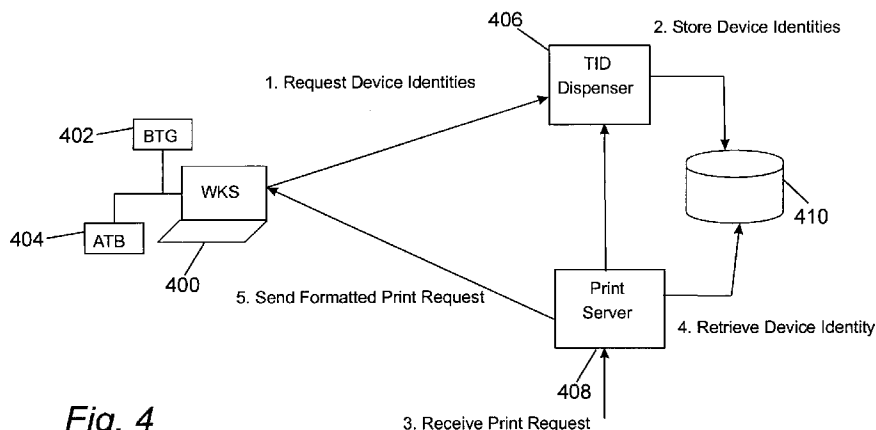 406
2. Store Device Identities
TID
Dispenser
1. Request Device Identities
402
BTG
WKS
410
404
ATB
400
5. Send Formatted Print Request
Print
Server
4. Retrieve Device Identity
408
Fig. 4
3. Receive Print Request